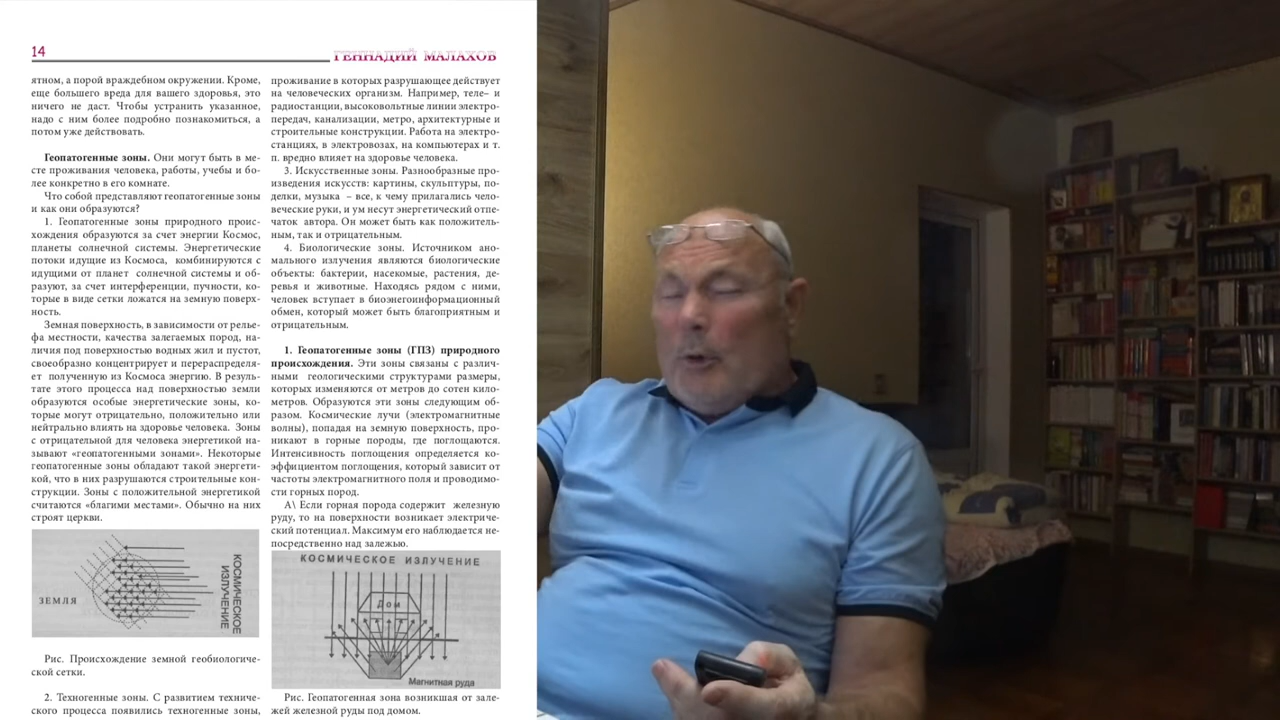 14
ГЕННАДИЙ МАЛАХОВ
ятном, а порой враждебном окружении. Кроме,
еще большего вреда для вашего здоровья, это
ничего не даст. Чтобы устранить указанное,
надо с ним более подробно познакомиться, а
потом уже действовать.
Геопатогенные зоны. Они могут быть в ме-
сте проживания человека, работы, учебы и бо-
лее конкретно в его комнате.
Что собой представляют геопатогенные зоны
и как они образуются?
1. Геопатогенные зоны природного проис-
хождения образуются за счет энергии Космос,
планеты солнечной системы. Энергетические
потоки идущие из Космоса, комбинируются с
идущими от планет солнечной системы и об-
разуют, за счет интерференции, пучности, ко-
торые в виде сетки ложатся на земную поверх-
ность.
Земная поверхность, в зависимости от релье-
фа местности, качества залегаемых пород, на-
личия под поверхностью водных жил и пустот,
своеобразно концентрирует и перераспределя-
ет полученную из Космоса энергию. В резуль-
тате этого процесса над поверхностью земли
образуются особые энергетические зоны, ко-
торые могут отрицательно, положительно или
нейтрально влиять на здоровье человека. Зоны
с отрицательной для человека энергетикой на-
зывают «геопатогенными зонами». Некоторые
геопатогенные зоны обладают такой энергети-
кой, что в них разрушаются строительные кон-
струкции. Зоны с положительной энергетикой
считаются «благими местами». Обычно на них
строят церкви.
ЗЕМЛЯ
КОСМИЧЕСКОЕ
ИЗЛУЧЕНИЕ
Рис. Происхождение земной геобиологиче-
ской сетки.
2. Техногенные зоны. С развитием техниче-
ского процесса появились техногенные зоны,
проживание в которых разрушающее действует
на человеческих организм. Например, теле– и
радиостанции, высоковольтные линии электро-
передач, канализации, метро, архитектурные и
строительные конструкции. Работа на электро-
станциях, в электровозах, на компьютерах и т.
п. вредно влияет на здоровье человека.
3. Искусственные зоны. Разнообразные про-
изведения искусств: картины, скульптуры, по-
делки, музыка – все, к чему прилагались чело-
веческие руки, и ум несут энергетический отпе-
чаток автора. Он может быть как положитель-
ным, так и отрицательным.
4. Биологические зоны. Источником ано-
мального излучения являются биологические
объекты: бактерии, насекомые, растения, де-
ревья и животные. Находясь рядом с ними,
человек вступает в биоэнегоинформационный
обмен, который может быть благоприятным и
отрицательным.
1. Геопатогенные зоны (ГПЗ) природного
происхождения. Эти зоны связаны с различ-
ными геологическими структурами размеры,
которых изменяются от метров до сотен кило-
метров. Образуются эти зоны следующим об-
разом. Космические лучи (электромагнитные
волны), попадая на земную поверхность, про-
никают в горные породы, где поглощаются.
Интенсивность поглощения определяется ко-
эффициентом поглощения, который зависит от
частоты электромагнитного поля и проводимо-
сти горных пород.
А\ Если горная порода содержит железную
руду, то на поверхности возникает электриче-
ский потенциал. Максимум его наблюдается не-
посредственно над залежью.
КОСМИЧЕСКОЕ ИЗЛУЧЕНИЕ
Дом
Магнитная руда
Рис. Геопатогенная зона возникшая от зале-
жей железной руды под домом.